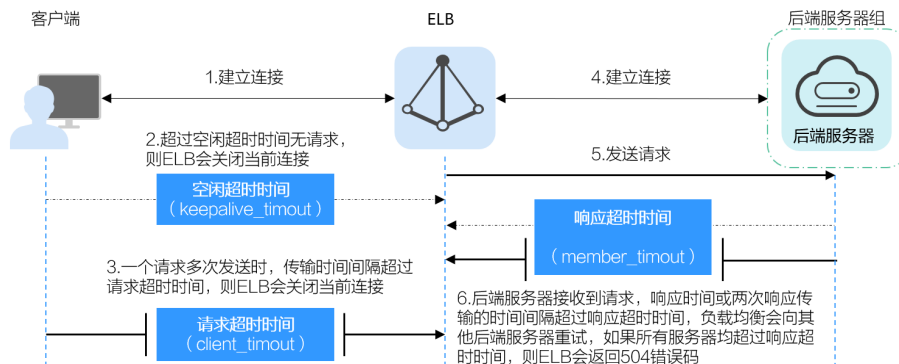 客户端
ELB
后端服务器组
1.建立连接
4.建立连接
后端服务器
2.超过空闲超时时间无请求，
则ELB会关闭当前连接
5.发送请求
空闲超时时间
（keepalive_timout）
响应超时时间
（member_timout）
3.一个请求多次发送时，传输时间间隔超过
请求超时时间，则ELB会关闭当前连接
请求超时时间
（client_timout）
6.后端服务器接收到请求，响应时间或两次响应传
输的时间间隔超过响应超时时间，负载均衡会向其
他后端服务器重试，如果所有服务器均超过响应超
时时间，则ELB会返回504错误码